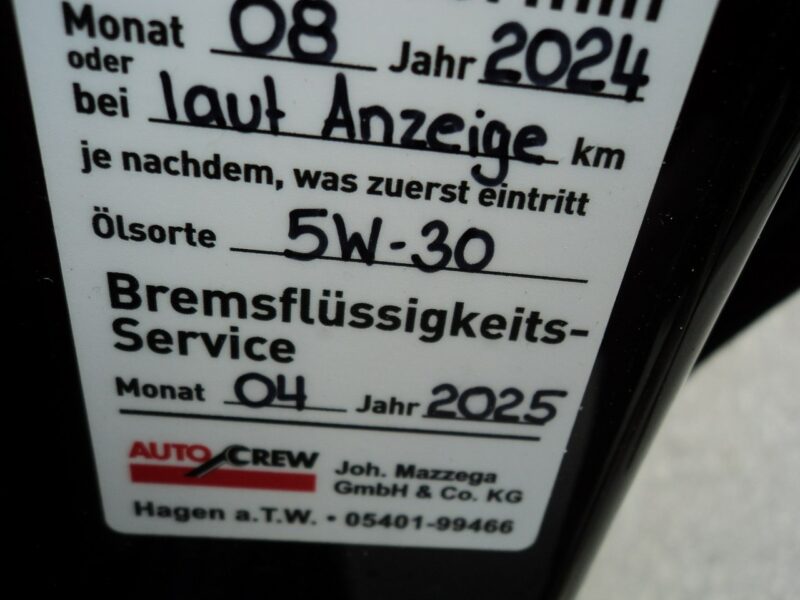 Monat 08 Jahr 2024
oder
bei laut Anzeige km
je nachdem, was zuerst eintritt
Ölsorte 5W-30
Bremsflüssigkeits-
Service
Monat 04 Jahr 2025
AUTO CREW
Joh. Mazzega
GmbH & Co. KG
Hagen a.T.W. • 05401-99466